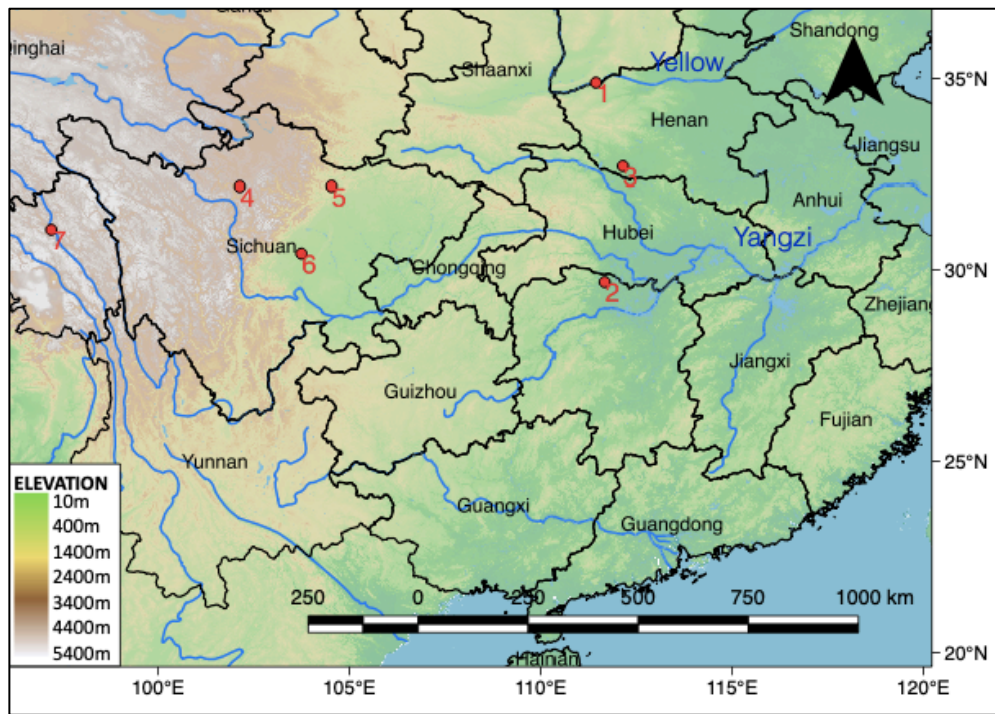 Gansu
Shandong
Qinghai
Shaanxi
Yellow
35°N
1
Henan
Jiangsu
3
4
5
Anhui
7
Sichuan
6
Hubei
Yangzi
Chongqing
30°N
2
Zhejiang
Jiangxi
Guizhou
Fujian
Yunnan
25°N
ELEVATION
10m
400m
1400m
2400m
3400m
4400m
5400m
Guangxi
Guangdong
250 0 250 500 750 1000 km
Hainan
20°N
100°E 105°E 110°E 115°E 120°E